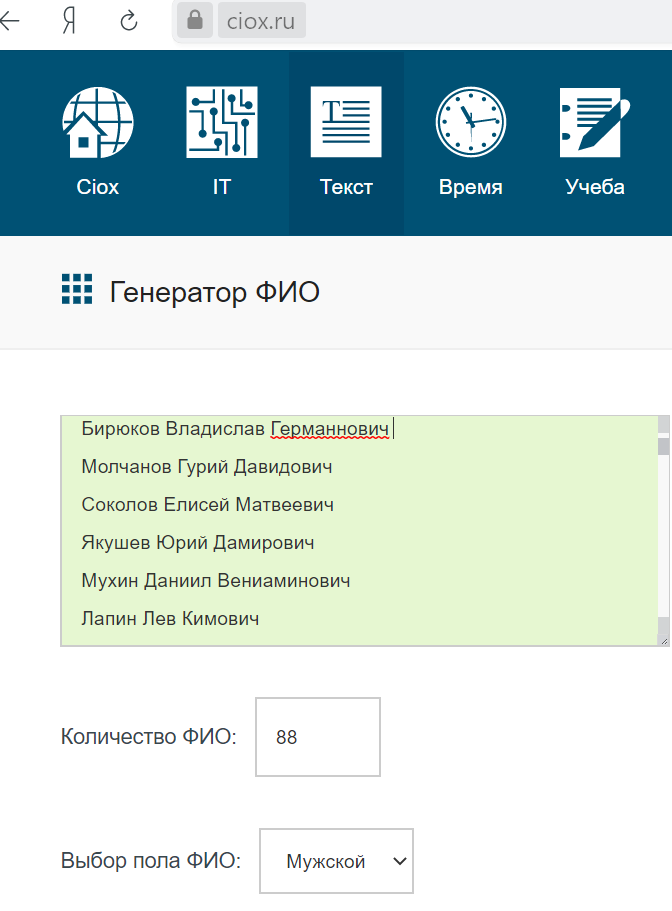 Я
ciox.ru
Ciox IT Текст Время Учеба
Генератор ФИО
Бирюков Владислав Германнович
Молчанов Гурий Давидович
Соколов Елисей Матвеевич
Якушев Юрий Дамирович
Мухин Даниил Вениаминович
Лапин Лев Кимович
Количество ФИО: 88
Выбор пола ФИО: Мужской